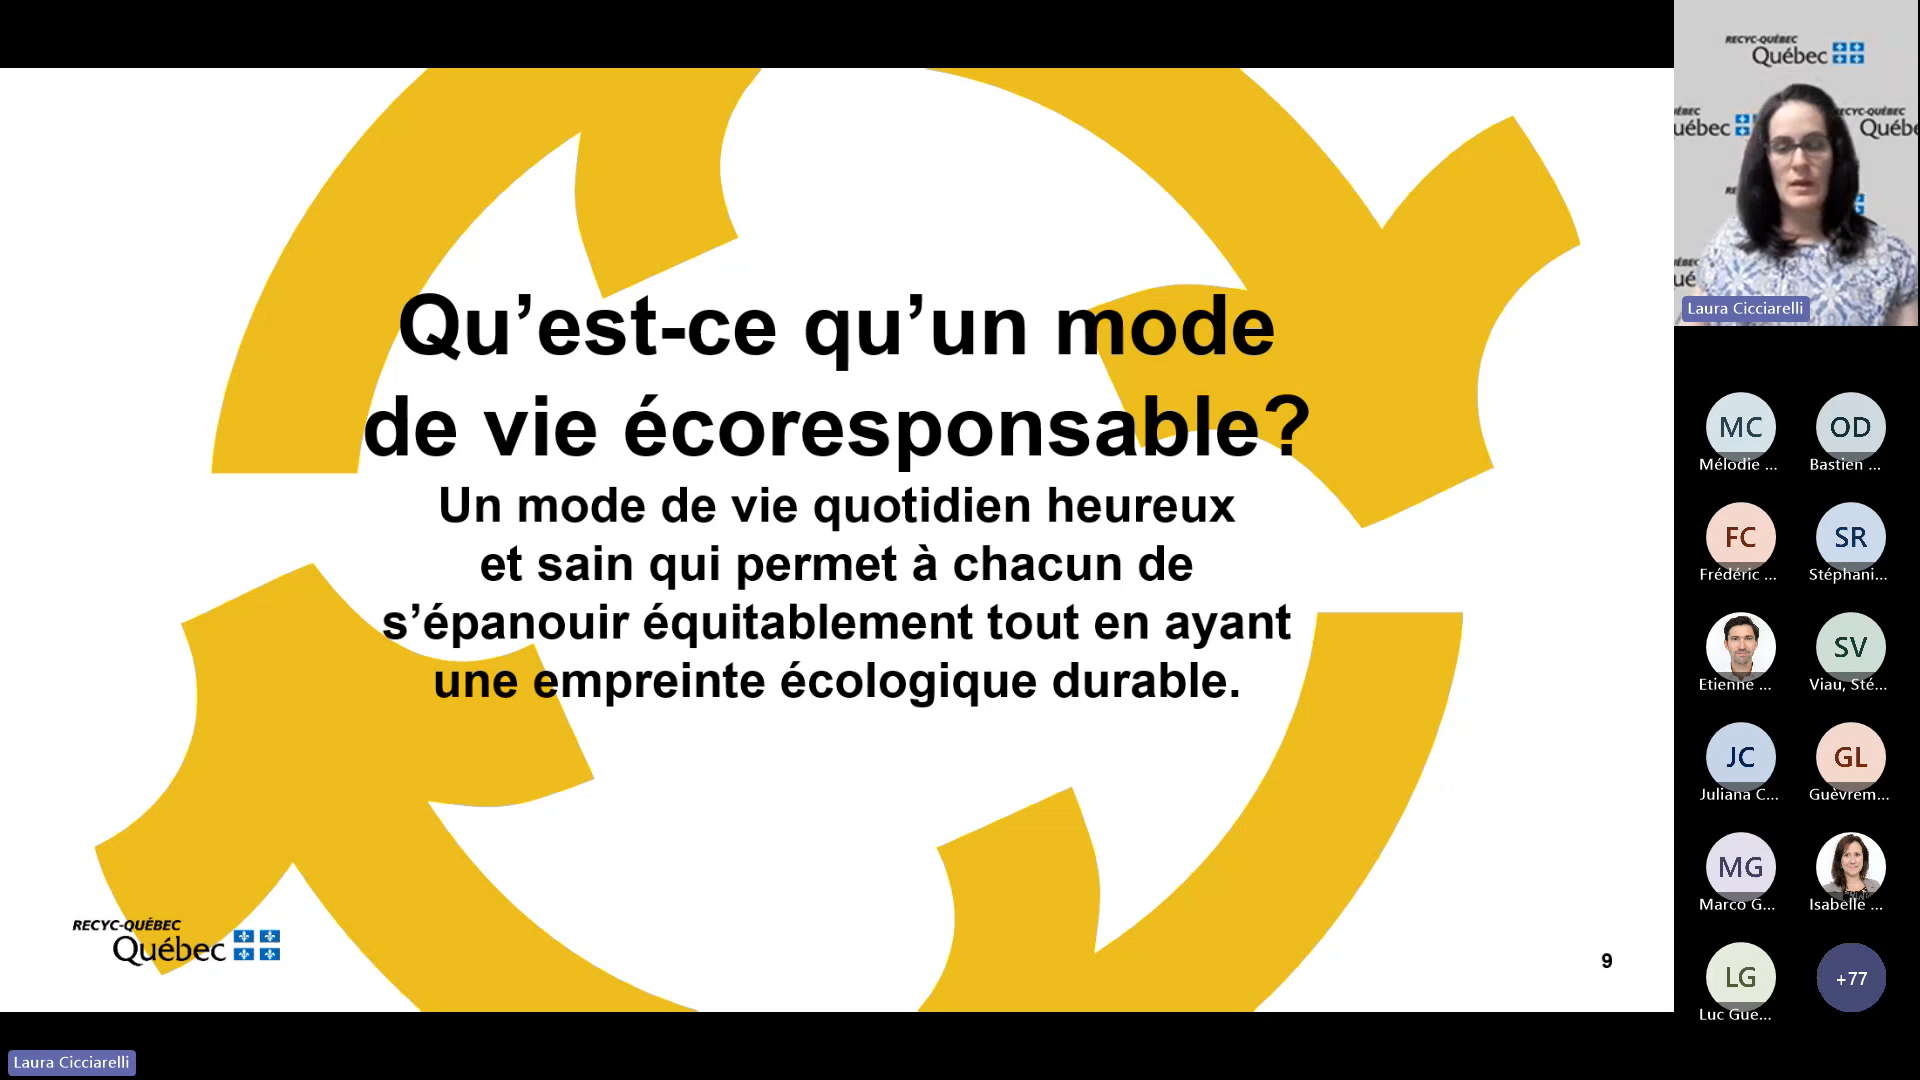 Qu’est-ce qu’un mode
de vie écoresponsable?
Un mode de vie quotidien heureux
et sain qui permet à chacun de
s’épanouir équitablement tout en ayant
une empreinte écologique durable.
RECYC-QUÉBEC
Québec
9
Laura Cicciarelli
RECYC-QUÉBEC
Québec
Laura Cicciarelli
MC
OD
Mélodie ...
Bastien ...
FC
SR
Frédéric ...
Stéphani...
SV
Etienne ...
Viau, Sté...
JC
GL
Juliana C...
Guèvrem...
MG
Marco G...
Isabelle ...
LG
+77
Luc Gue...